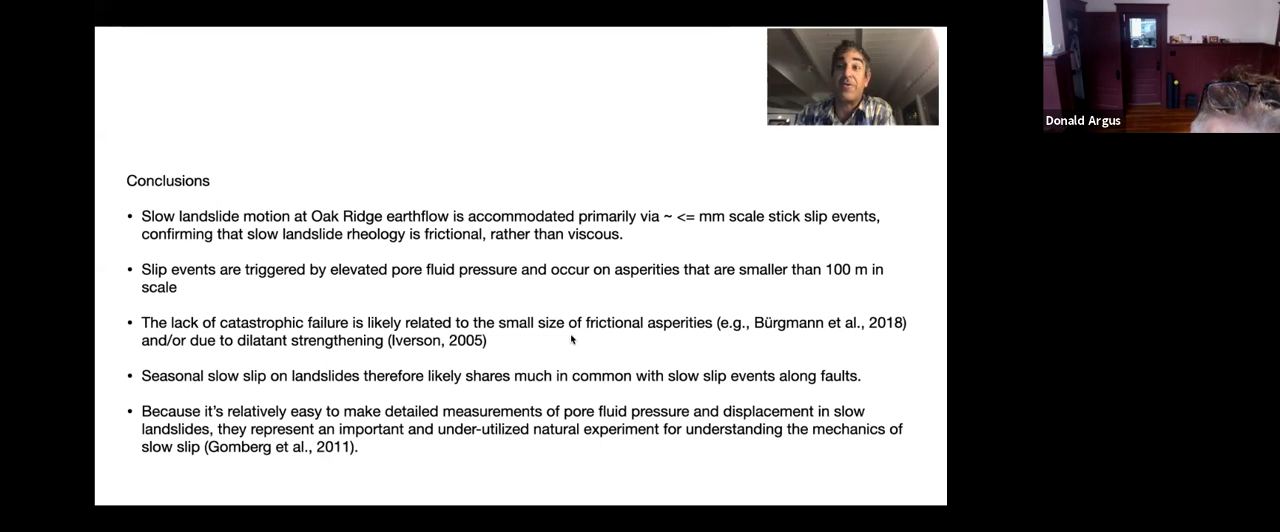 Conclusions
• Slow landslide motion at Oak Ridge earthflow is accommodated primarily via ~ <= mm scale stick slip events,
confirming that slow landslide rheology is frictional, rather than viscous.
• Slip events are triggered by elevated pore fluid pressure and occur on asperities that are smaller than 100 m in
scale
• The lack of catastrophic failure is likely related to the small size of frictional asperities (e.g., Bürgmann et al., 2018)
and/or due to dilatant strengthening (Iverson, 2005)
• Seasonal slow slip on landslides therefore likely shares much in common with slow slip events along faults.
• Because it’s relatively easy to make detailed measurements of pore fluid pressure and displacement in slow
landslides, they represent an important and under-utilized natural experiment for understanding the mechanics of
slow slip (Gomberg et al., 2011).
Donald Argus